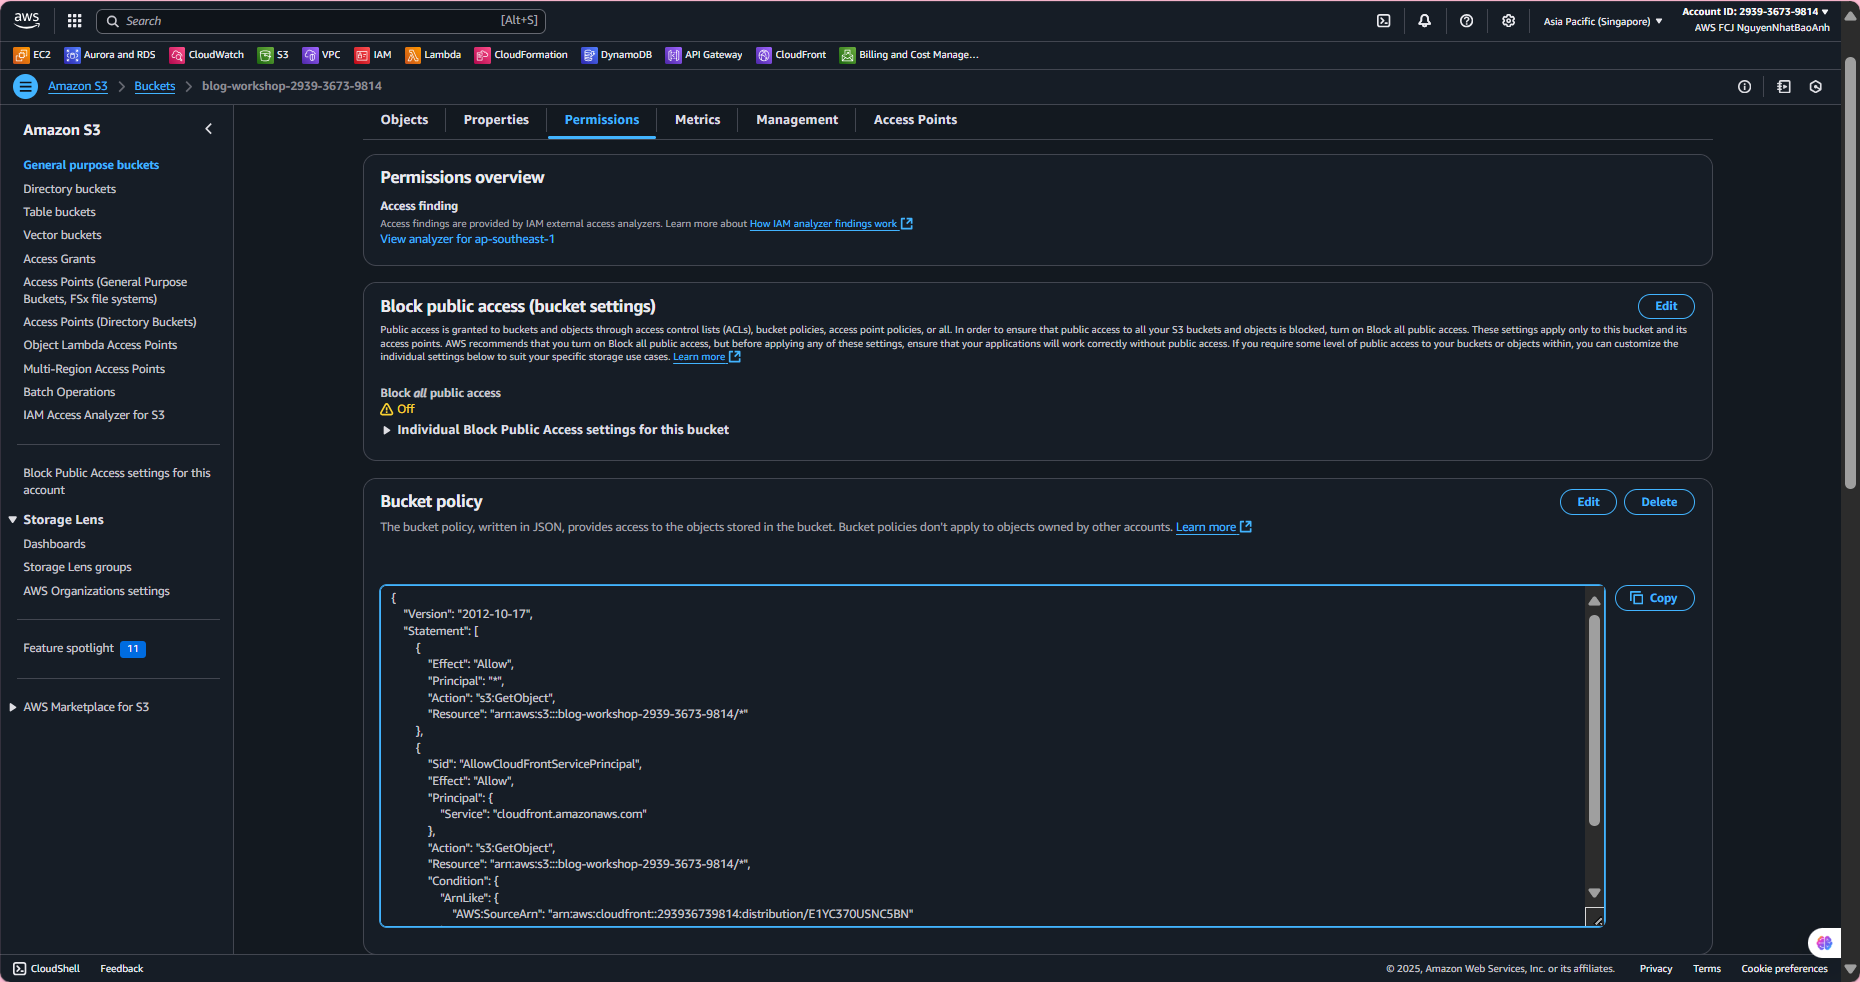 aws
Search
[Alt+S]
Asia Pacific (Singapore)
Account ID: 2939-3673-9814
AWS FCJ NguyenNhatBaoAnh
EC2
Aurora and RDS
CloudWatch
S3
VPC
IAM
Lambda
CloudFormation
DynamoDB
API Gateway
CloudFront
Billing and Cost Manage...
Amazon S3
Buckets
blog-workshop-2939-3673-9814
Amazon S3
General purpose buckets
Directory buckets
Table buckets
Vector buckets
Access Grants
Access Points (General Purpose
Buckets, FSx file systems)
Access Points (Directory Buckets)
Object Lambda Access Points
Multi-Region Access Points
Batch Operations
IAM Access Analyzer for S3
Block Public Access settings for this
account
Storage Lens
Dashboards
Storage Lens groups
AWS Organizations settings
Feature spotlight 11
AWS Marketplace for S3
Objects
Properties
Permissions
Metrics
Management
Access Points
Permissions overview
Access finding
Access findings are provided by IAM external access analyzers. Learn more about How IAM analyzer findings work
View analyzer for ap-southeast-1
Block public access (bucket settings)
Edit
Public access is granted to buckets and objects through access control lists (ACLs), bucket policies, access point policies, or all. In order to ensure that public access to all your S3 buckets and objects is blocked, turn on Block all public access. These settings apply only to this bucket and its
access points. AWS recommends that you turn on Block all public access, but before applying any of these settings, ensure that your applications will work correctly without public access. If you require some level of public access to your buckets or objects within, you can customize the
individual settings below to suit your specific storage use cases. Learn more
Block all public access
Off
Individual Block Public Access settings for this bucket
Bucket policy
Edit
Delete
The bucket policy, written in JSON, provides access to the objects stored in the bucket. Bucket policies don't apply to objects owned by other accounts. Learn more
Copy
{
"Version": "2012-10-17",
"Statement": [
{
"Effect": "Allow",
"Principal": "*",
"Action": "s3:GetObject",
"Resource": "arn:aws:s3:::blog-workshop-2939-3673-9814/*"
},
{
"Sid": "AllowCloudFrontServicePrincipal",
"Effect": "Allow",
"Principal": {
"Service": "cloudfront.amazonaws.com"
},
"Action": "s3:GetObject",
"Resource": "arn:aws:s3:::blog-workshop-2939-3673-9814/*",
"Condition": {
"ArnLike": {
"AWS:SourceArn": "arn:aws:cloudfront::293936739814:distribution/E1YC370USNC5BN"
CloudShell
Feedback
© 2025, Amazon Web Services, Inc. or its affiliates.
Privacy
Terms
Cookie preferences